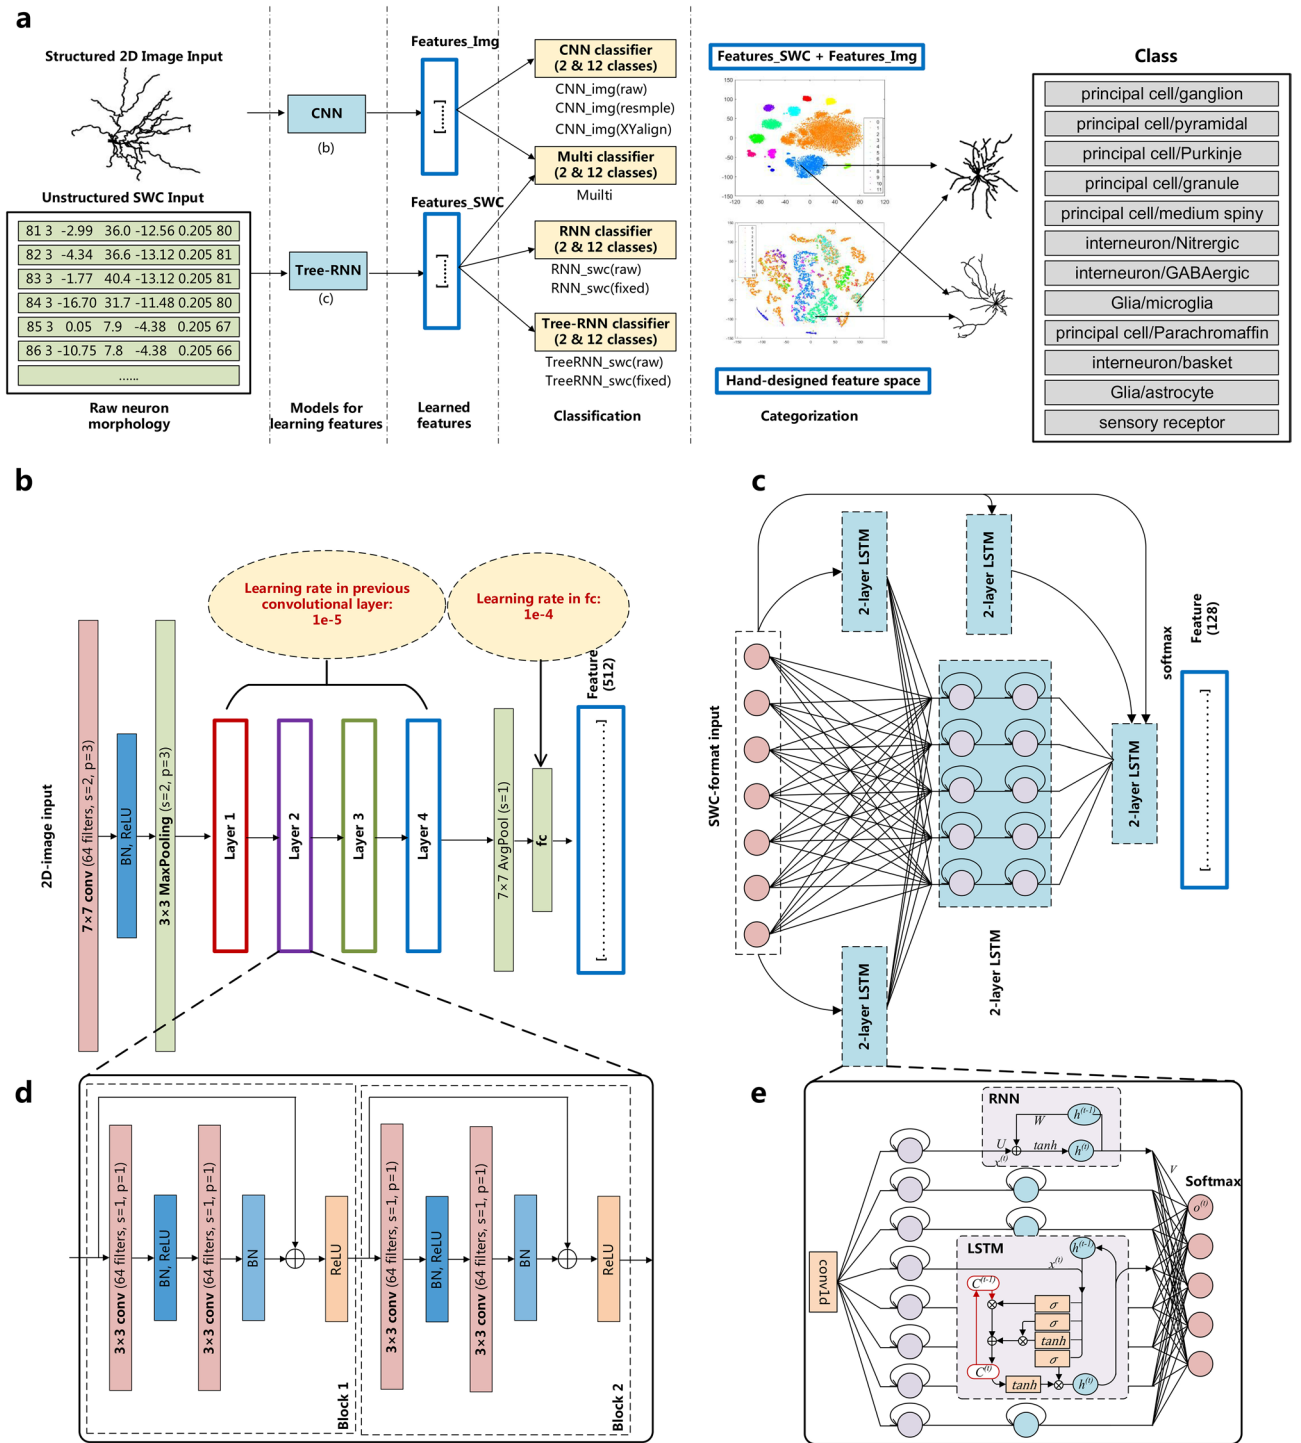 a
Structured 2D Image Input
Unstructured SWC Input
81 3 -2.99 36.0 -12.56 0.205 80
82 3 -4.34 36.6 -13.12 0.205 81
83 3 -1.77 40.4 -13.12 0.205 81
84 3 -16.70 31.7 -11.48 0.205 80
85 3 0.05 7.9 -4.38 0.205 67
86 3 -10.75 7.8 -4.38 0.205 66
......
Raw neuron
morphology
CNN
(b)
Tree-RNN
(c)
Models for
learning features
Features_Img
[......]
Features_SWC
[......]
Learned
features
CNN classifier
(2 & 12 classes)
CNN_img(raw)
CNN_img(resmple)
CNN_img(XYalign)
Multi classifier
(2 & 12 classes)
Muilti
RNN classifier
(2 & 12 classes)
RNN_swc(raw)
RNN_swc(fixed)
Tree-RNN classifier
(2 & 12 classes)
TreeRNN_swc(raw)
TreeRNN_swc(fixed)
Classification
Features_SWC + Features_Img
Hand-designed feature space
Categorization
Class
principal cell/ganglion
principal cell/pyramidal
principal cell/Purkinje
principal cell/granule
principal cell/medium spiny
interneuron/Nitrergic
interneuron/GABAergic
Glia/microglia
principal cell/Parachromaffin
interneuron/basket
Glia/astrocyte
sensory receptor
b
Learning rate in previous
convolutional layer:
1e-5
Learning rate in fc:
1e-4
2D-image input
7×7 conv (64 filters, s=2, p=3)
BN, ReLU
3×3 MaxPooling (s=2, p=3)
Layer 1
Layer 2
Layer 3
Layer 4
7×7 AvgPool (s=1)
fc
Feature
(512)
c
SWC-format input
2-layer LSTM
2-layer LSTM
2-layer LSTM
2-layer LSTM
2-layer LSTM
softmax
Feature
(128)
d
3×3 conv (64 filters, s=1, p=1)
BN, ReLU
3×3 conv (64 filters, s=1, p=1)
BN
ReLU
Block 1
3×3 conv (64 filters, s=1, p=1)
BN, ReLU
3×3 conv (64 filters, s=1, p=1)
BN
ReLU
Block 2
e
conv1d
RNN
h(t-1)
W
U
x(t)
tanh
h(t)
V
Softmax
o(t)
LSTM
h(t-1)
x(t)
C(t-1)
σ
σ
tanh
σ
C(t)
tanh
h(t)